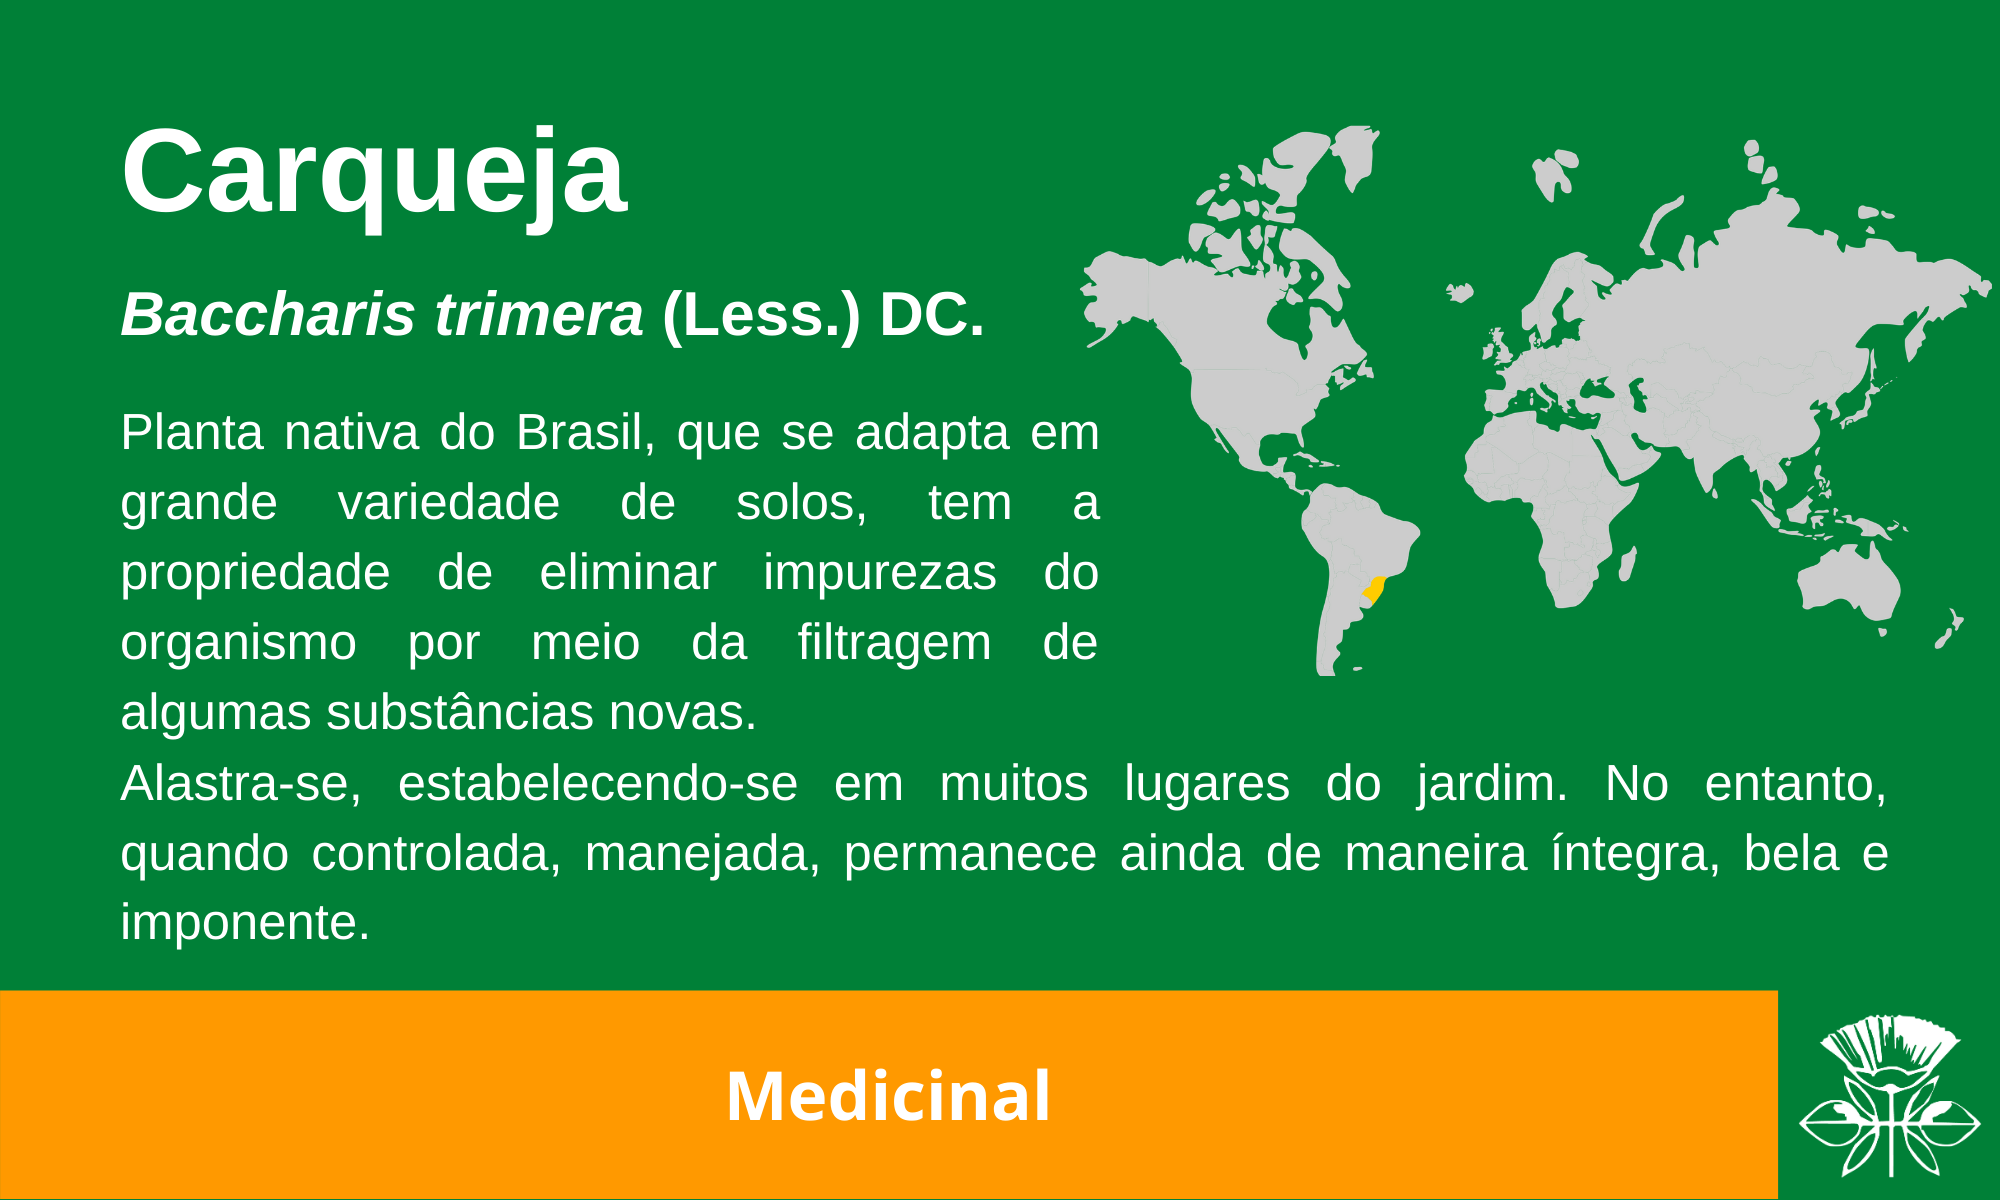 Carqueja
Baccharis trimera (Less.) DC.
Planta nativa do Brasil, que se adapta em
grande variedade de solos, tem a
propriedade de eliminar impurezas do
organismo por meio da filtragem de
algumas substâncias novas.
Alastra-se, estabelecendo-se em muitos lugares do jardim. No entanto,
quando controlada, manejada, permanece ainda de maneira íntegra, bela e
imponente.
Medicinal